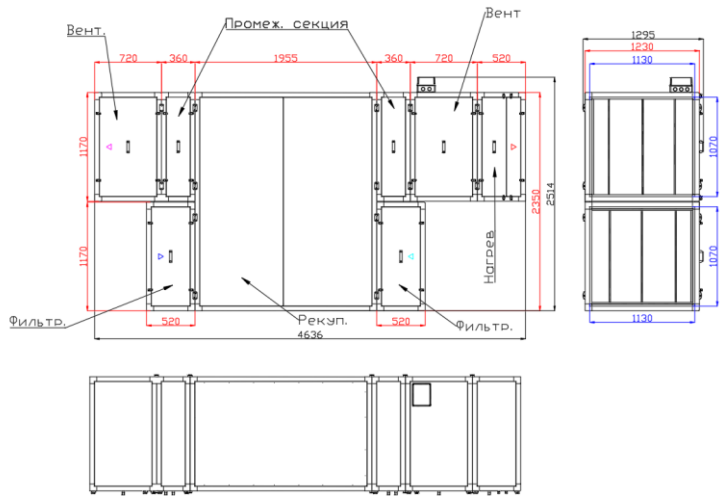 Вент.
Промеж. секция
Вент
720
360
1955
360
720
520
1295
1230
1130
1170
1170
2350
2514
1070
1070
Нагрев
Фильтр.
520
Рекуп.
520
Фильтр.
4636
1130